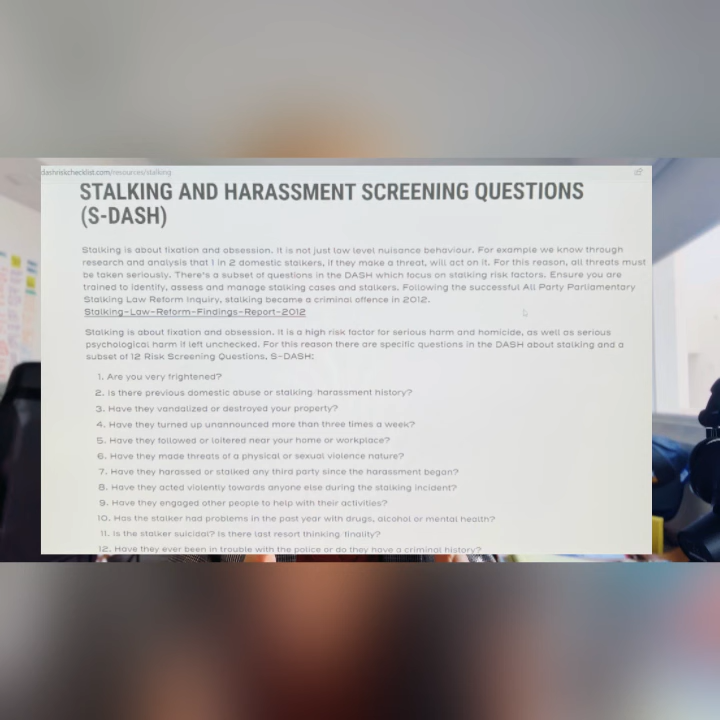 dashriskchecklist.com/resources/stalking
STALKING AND HARASSMENT SCREENING QUESTIONS
(S-DASH)
Stalking is about fixation and obsession. It is not just low level nuisance behaviour. For example we know through
research and analysis that 1 in 2 domestic stalkers, if they make a threat, will act on it. For this reason, all threats must
be taken seriously. There's a subset of questions in the DASH which focus on stalking risk factors. Ensure you are
trained to identify, assess and manage stalking cases and stalkers. Following the successful All Party Parliamentary
Stalking Law Reform Inquiry, stalking became a criminal offence in 2012.
Stalking-Law-Reform-Findings-Report-2012
Stalking is about fixation and obsession. It is a high risk factor for serious harm and homicide, as well as serious
psychological harm if left unchecked. For this reason there are specific questions in the DASH about stalking and a
subset of 12 Risk Screening Questions, S-DASH:
1. Are you very frightened?
2. Is there previous domestic abuse or stalking/harassment history?
3. Have they vandalized or destroyed your property?
4. Have they turned up unannounced more than three times a week?
5. Have they followed or loitered near your home or workplace?
6. Have they made threats of a physical or sexual violence nature?
7. Have they harassed or stalked any third party since the harassment began?
8. Have they acted violently towards anyone else during the stalking incident?
9. Have they engaged other people to help with their activities?
10. Has the stalker had problems in the past year with drugs, alcohol or mental health?
11. Is the stalker suicidal? Is there last resort thinking/finality?
12. Have they ever been in trouble with the police or do they have a criminal history?